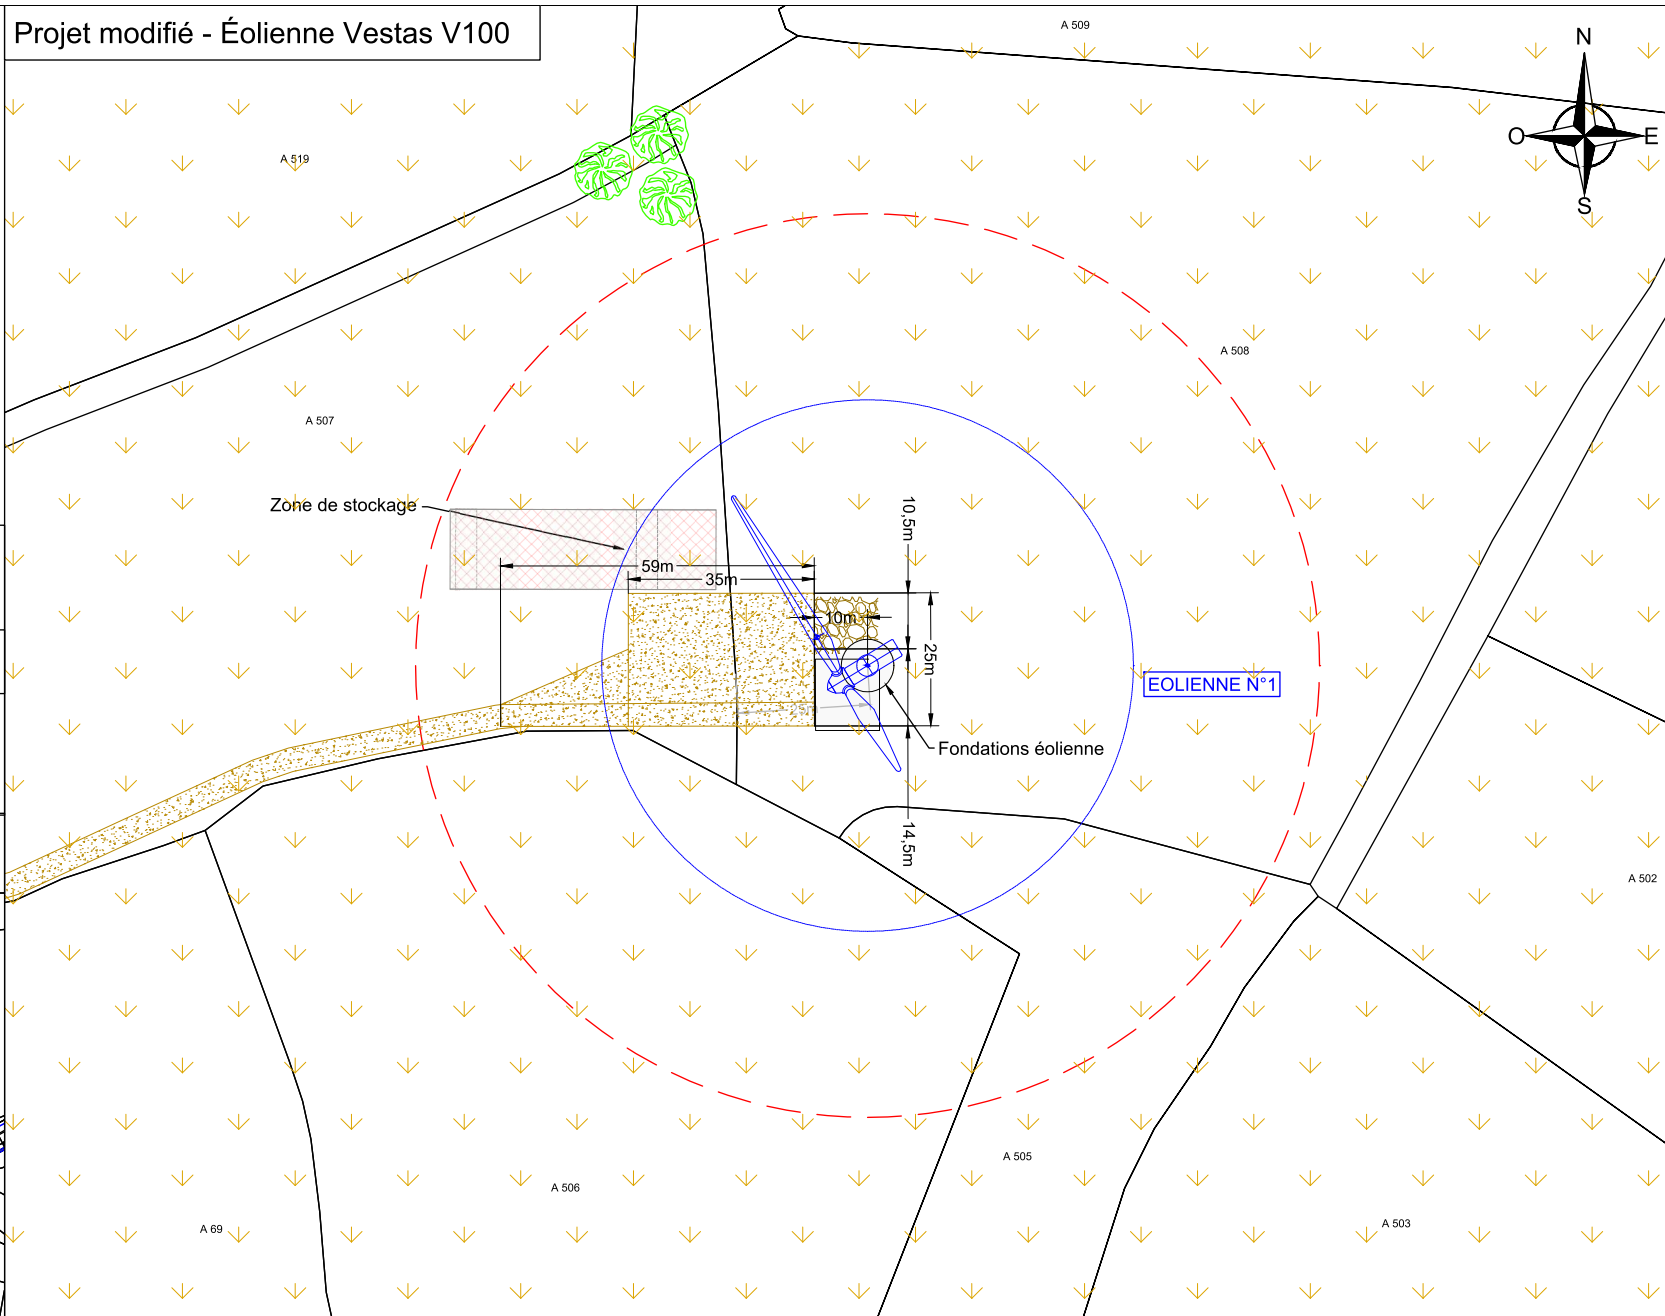 Projet modifié - Éolienne Vestas V100
A 509
N
O
E
S
A 519
A 508
A 507
Zone de stockage
10,5m
59m
35m
10m
25m
EOLIENNE N°1
Fondations éolienne
14,5m
A 502
A 505
A 506
A 503
A 69